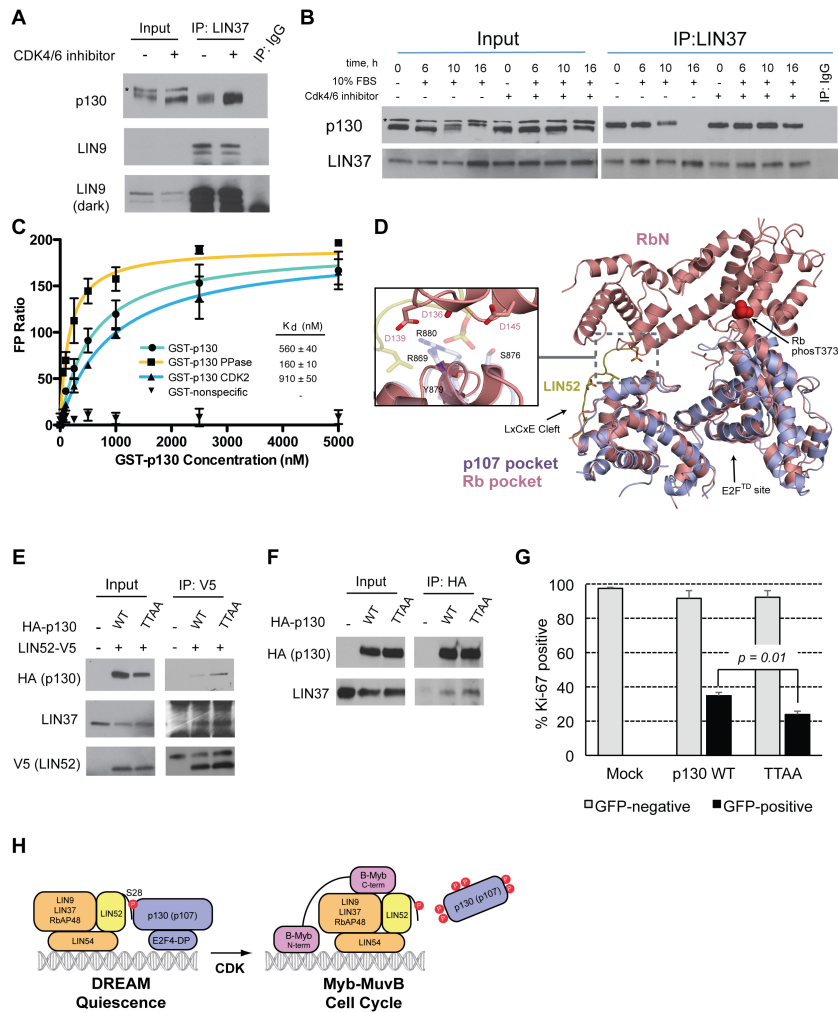 A
Input
IP: LIN37
IP: IgG
CDK4/6 inhibitor
- + - +
*
p130
LIN9
LIN9
(dark)
B
Input
IP:LIN37
time, h
0 6 10 16 0 6 10 16
0 6 10 16 0 6 10 16
IP: IgG
10% FBS
- + + + - + + +
- + + + - + + +
Cdk4/6 inhibitor
- - - - + + + +
- - - - + + + +
*
p130
LIN37
C
FP Ratio
200
150
100
50
0
0 1000 2000 3000 4000 5000
GST-p130 Concentration (nM)
Kd (nM)
GST-p130 560 ± 40
GST-p130 PPase 160 ± 10
GST-p130 CDK2 910 ± 50
GST-nonspecific -
D
RbN
D136
D139
D145
R880
R869
S876
Y879
Rb
phosT373
LIN52
LxCxE Cleft
p107 pocket
Rb pocket
E2FTD site
E
Input
IP: V5
HA-p130
- WT TTAA - WT TTAA
LIN52-V5
- + + - + +
HA (p130)
LIN37
V5 (LIN52)
F
Input
IP: HA
HA-p130
- WT TTAA - WT TTAA
HA (p130)
LIN37
G
% Ki-67 positive
100
80
60
40
20
0
p = 0.01
Mock
p130 WT
TTAA
GFP-negative
GFP-positive
H
LIN9
LIN37
RbAP48
LIN52
S28
P
p130 (p107)
LIN54
E2F4-DP
DREAM
Quiescence
CDK
B-Myb
C-term
LIN9
LIN37
RbAP48
LIN52
P
B-Myb
N-term
LIN54
P P P P P P
p130 (p107)
Myb-MuvB
Cell Cycle